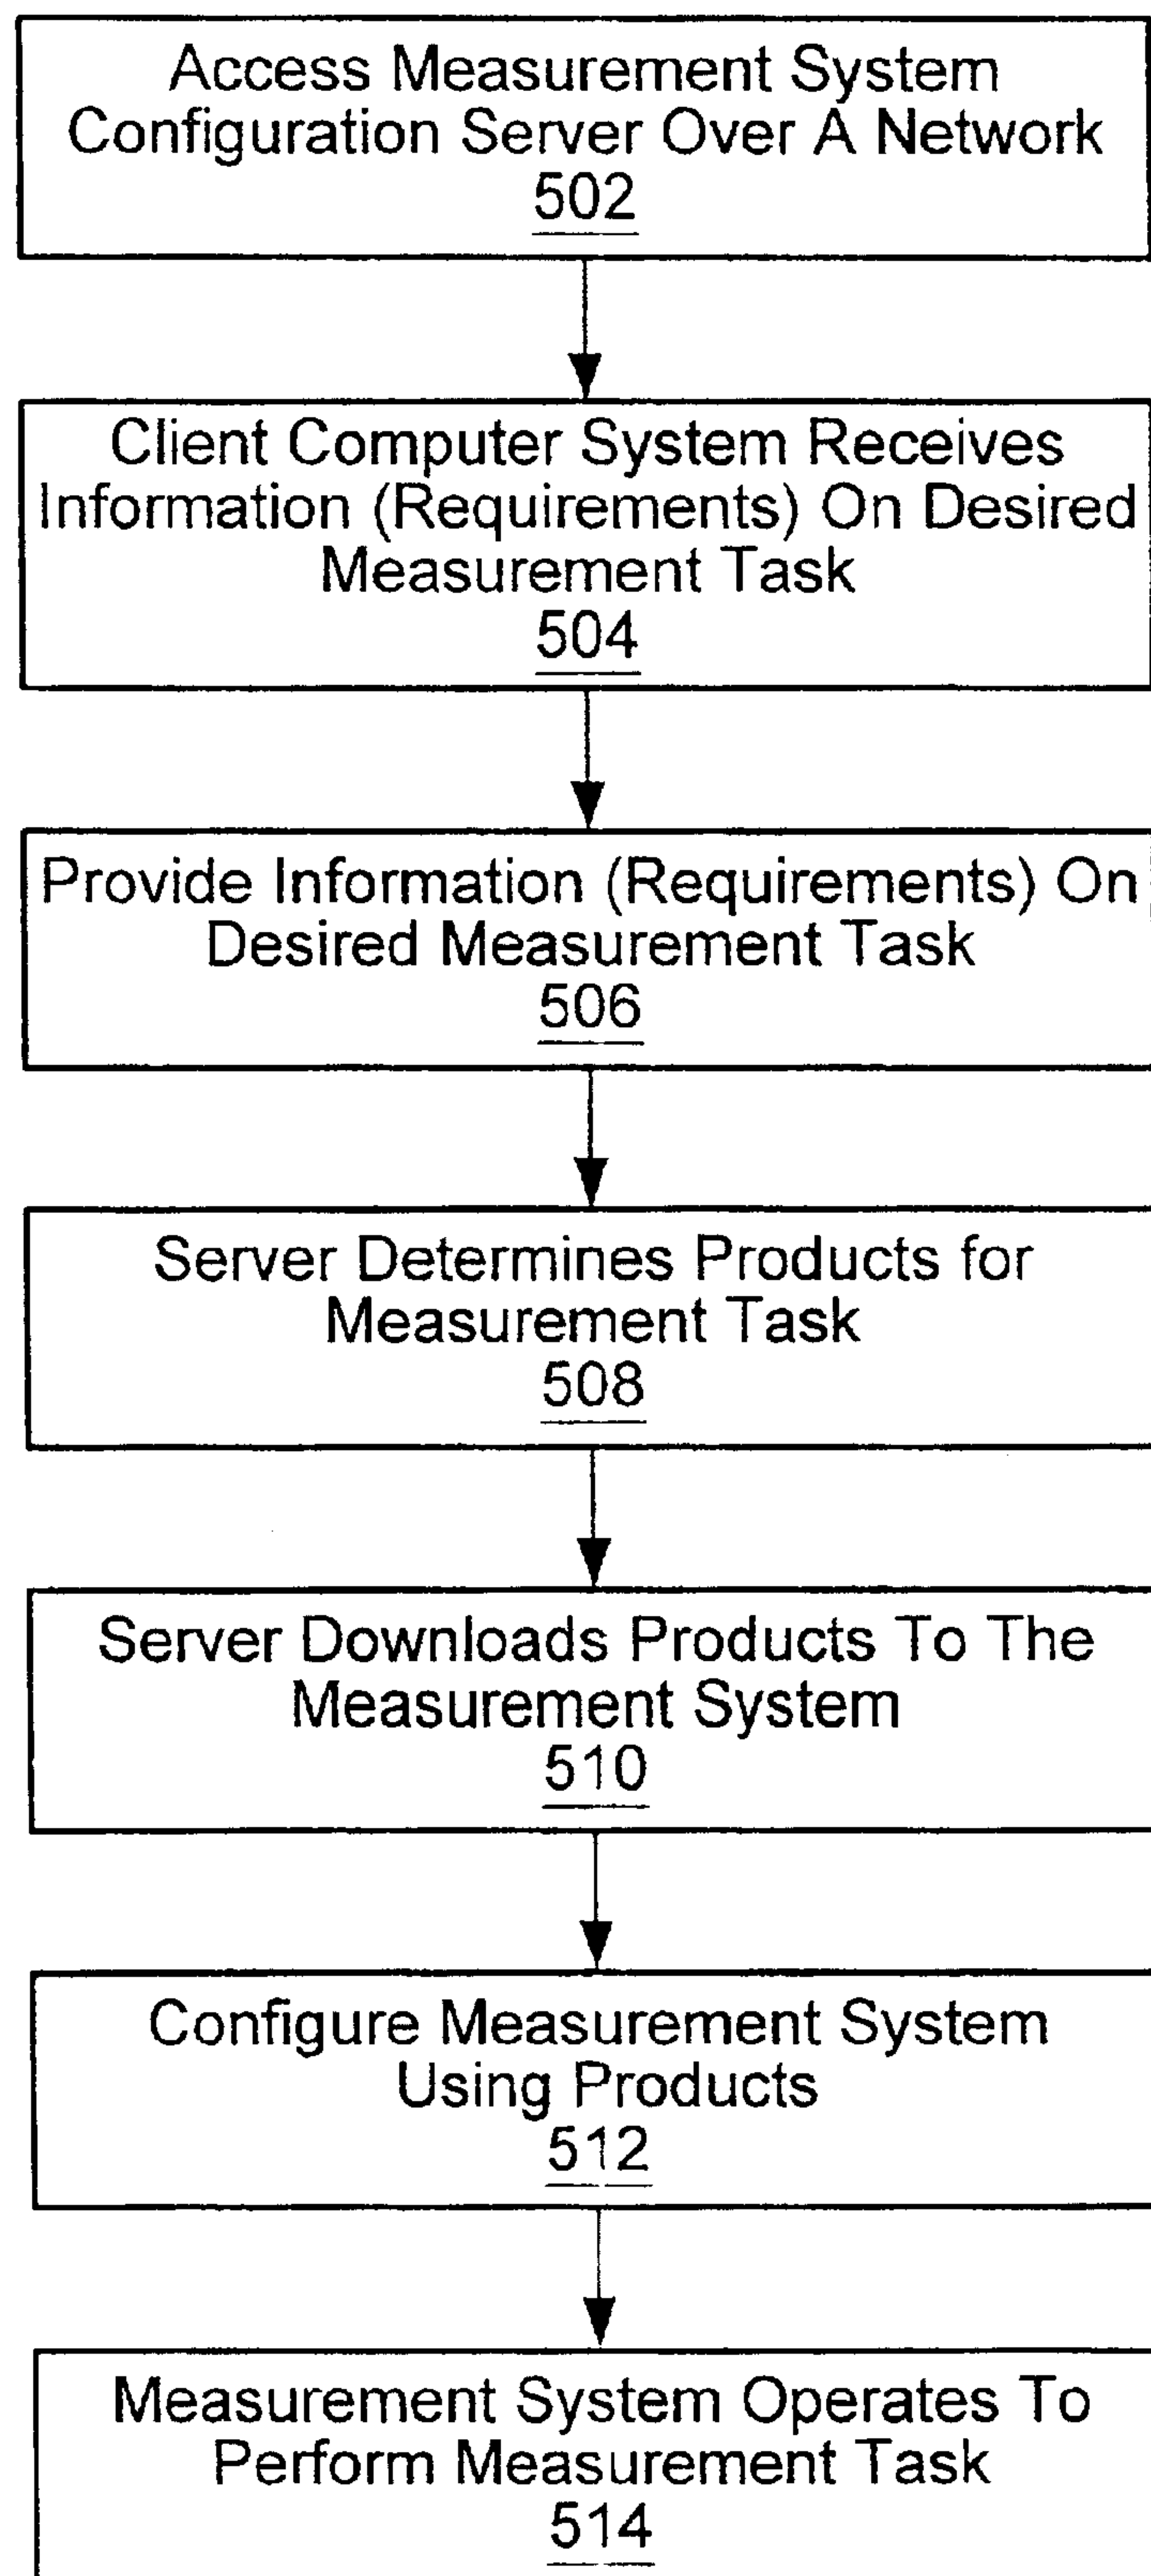 Access Measurement System
Configuration Server Over A Network
502
Client Computer System Receives
Information (Requirements) On Desired
Measurement Task
504
Provide Information (Requirements) On
Desired Measurement Task
506
Server Determines Products for
Measurement Task
508
Server Downloads Products To The
Measurement System
510
Configure Measurement System
Using Products
512
Measurement System Operates To
Perform Measurement Task
514